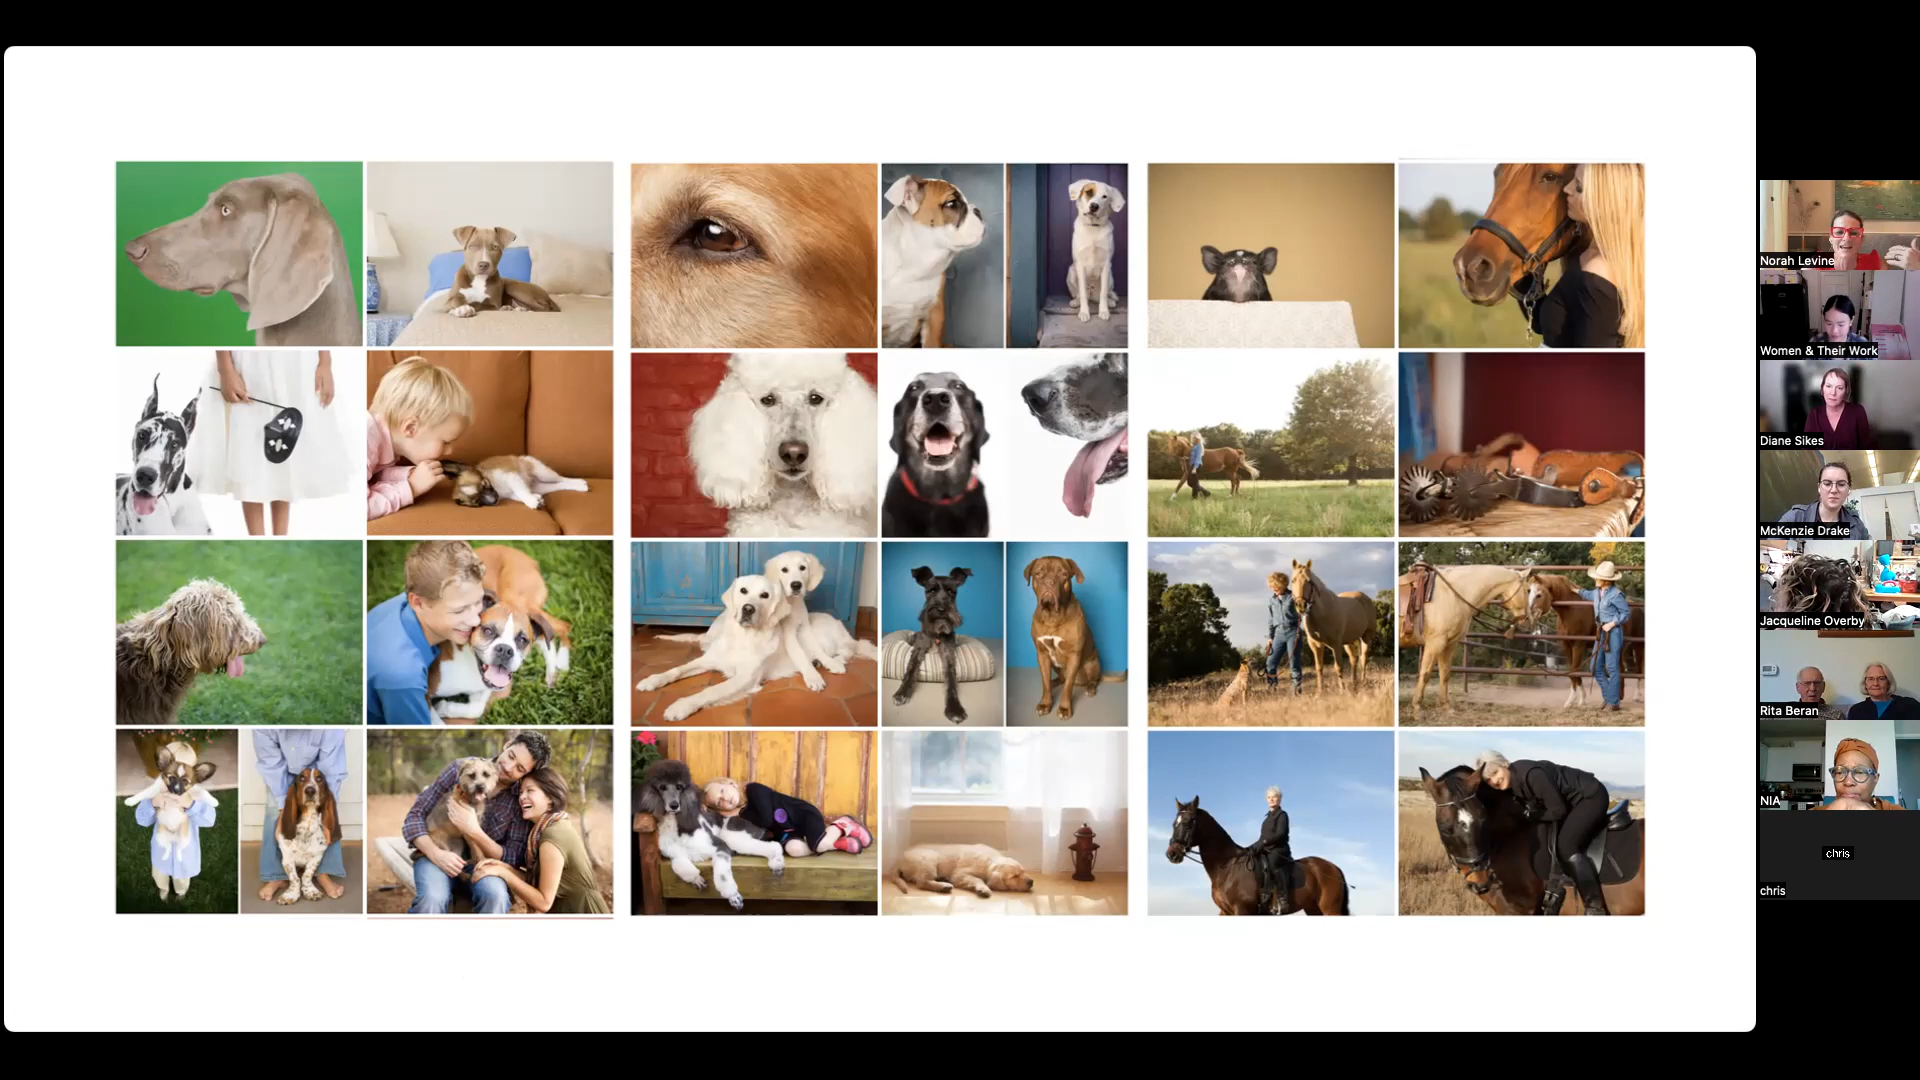 Norah Levine
Women & Their Work
Diane Sikes
McKenzie Drake
Jacqueline Overby
Rita Beran
NIA
chris
chris